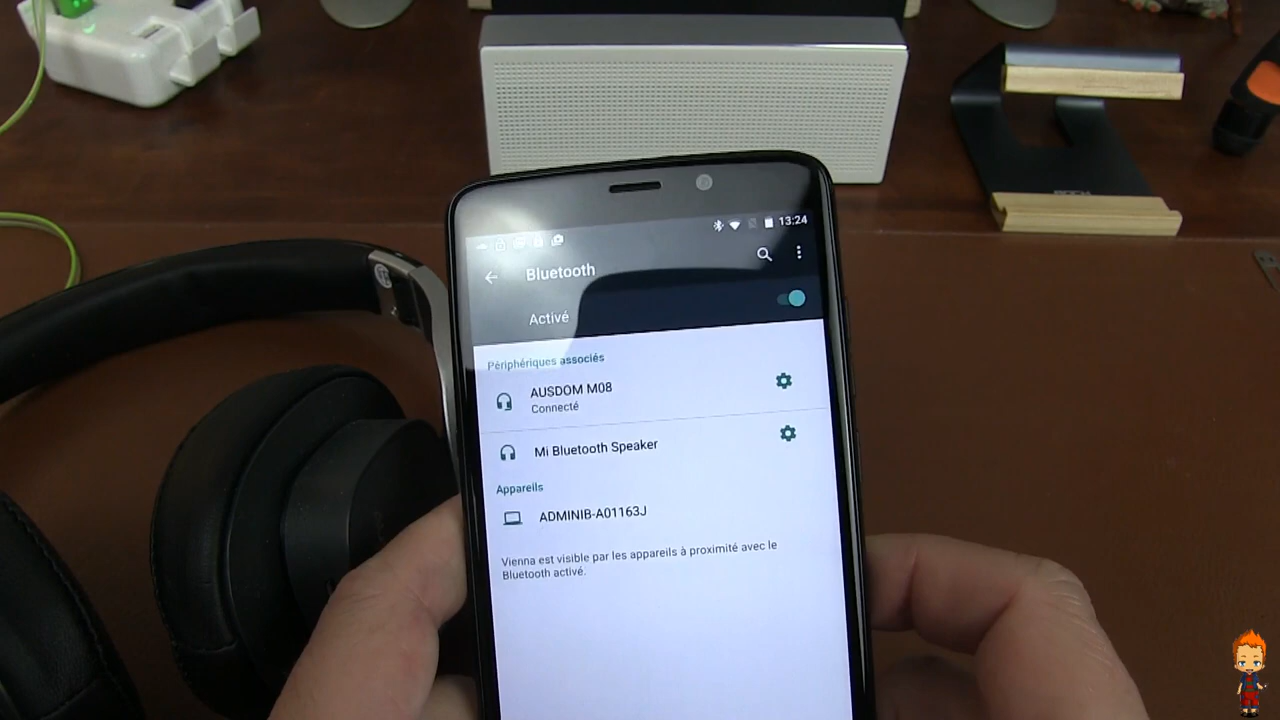 13:24
Bluetooth
Activé
Périphériques associés
AUSDOM M08
Connecté
Mi Bluetooth Speaker
Appareils
ADMINIB-A01163J
Vienna est visible par les appareils à proximité avec le
Bluetooth activé.